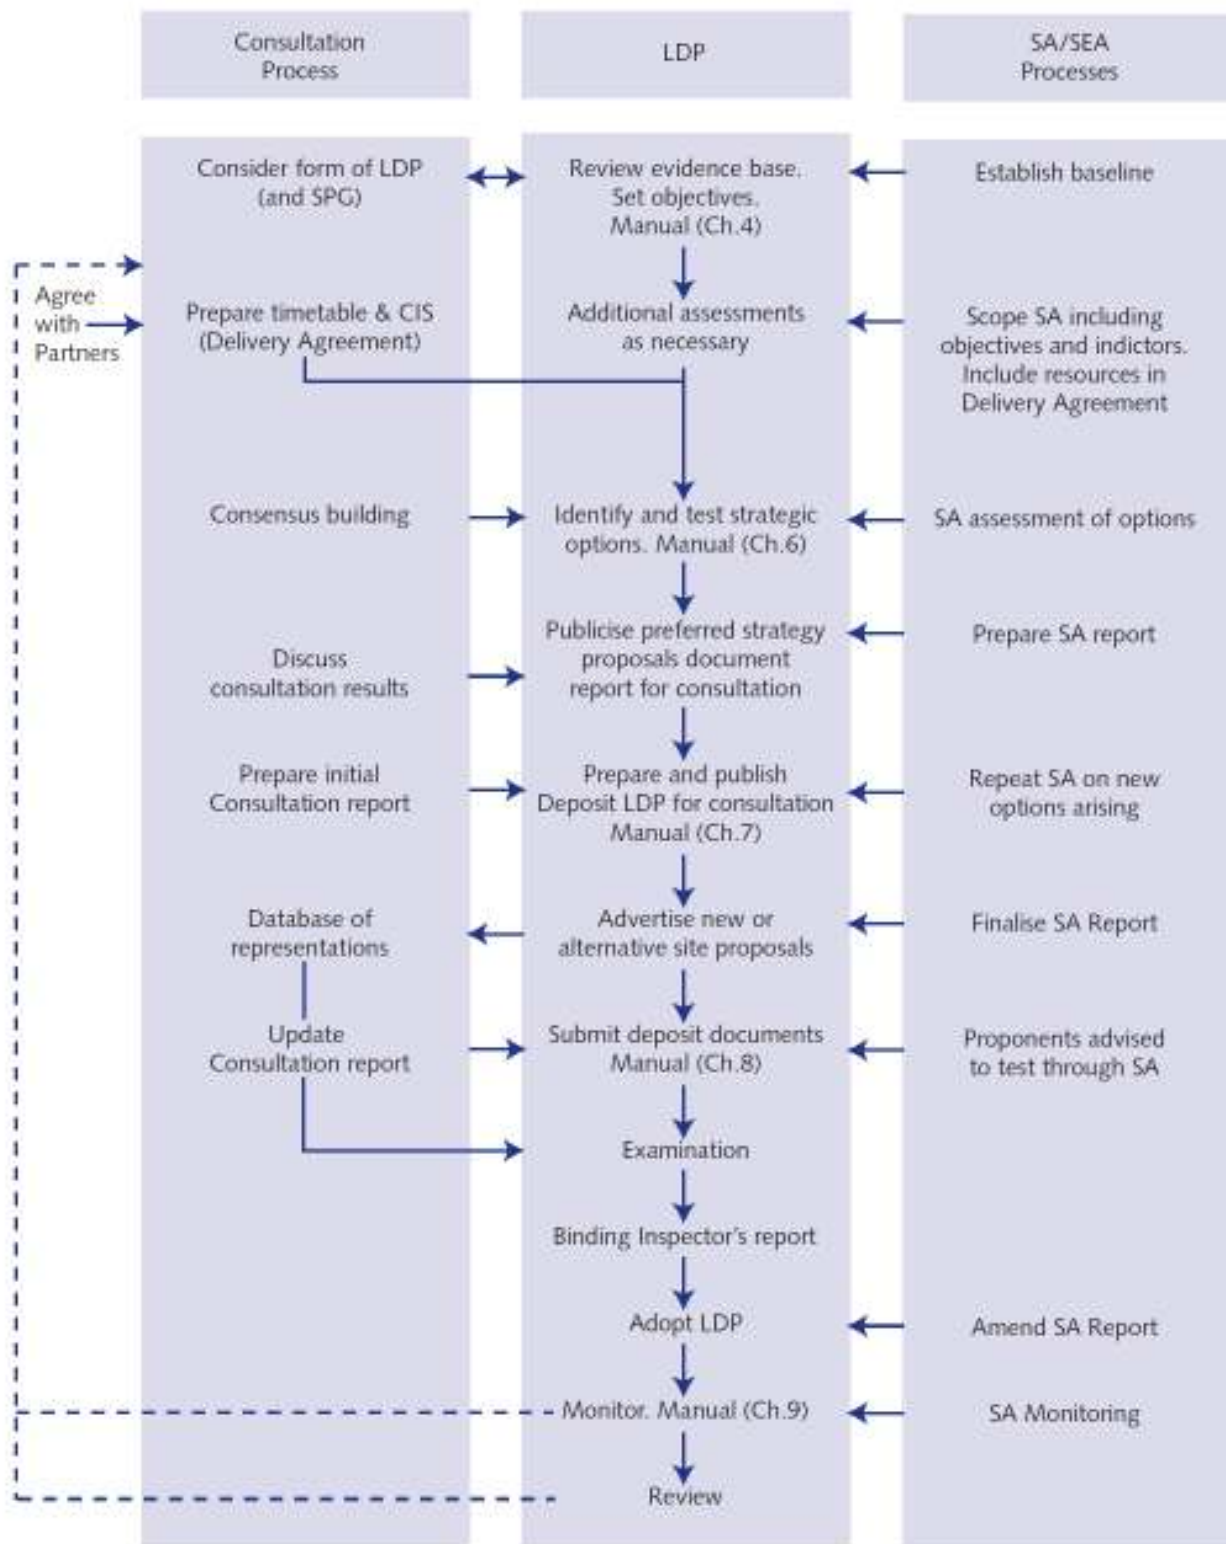 Consultation
Process
LDP
SA/SEA
Processes
Consider form of LDP
(and SPG)
Review evidence base.
Set objectives.
Manual (Ch.4)
Establish baseline
Agree
with
Partners
Prepare timetable & CIS
(Delivery Agreement)
Additional assessments
as necessary
Scope SA including
objectives and indictors.
Include resources in
Delivery Agreement
Consensus building
Identify and test strategic
options. Manual (Ch.6)
SA assessment of options
Discuss
consultation results
Publicise preferred strategy
proposals document
report for consultation
Prepare SA report
Prepare initial
Consultation report
Prepare and publish
Deposit LDP for consultation
Manual (Ch.7)
Repeat SA on new
options arising
Database of
representations
Advertise new or
alternative site proposals
Finalise SA Report
Update
Consultation report
Submit deposit documents
Manual (Ch.8)
Proponents advised
to test through SA
Examination
Binding Inspector's report
Adopt LDP
Amend SA Report
Monitor. Manual (Ch.9)
SA Monitoring
Review